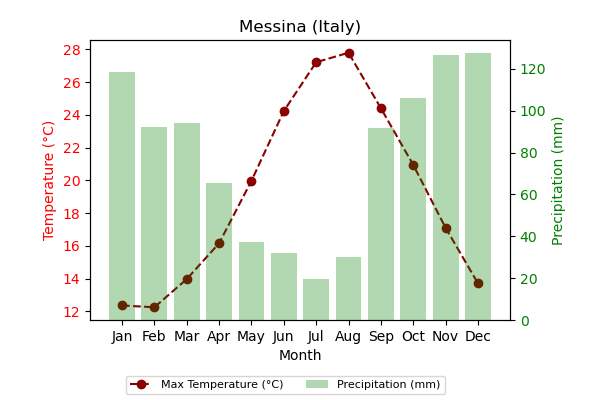 Messina (Italy)
28
26
24
22
20
18
16
14
12
Temperature (°C)
120
100
80
60
40
20
0
Precipitation (mm)
Jan Feb Mar Apr May Jun Jul Aug Sep Oct Nov Dec
Month
Max Temperature (°C) Precipitation (mm)